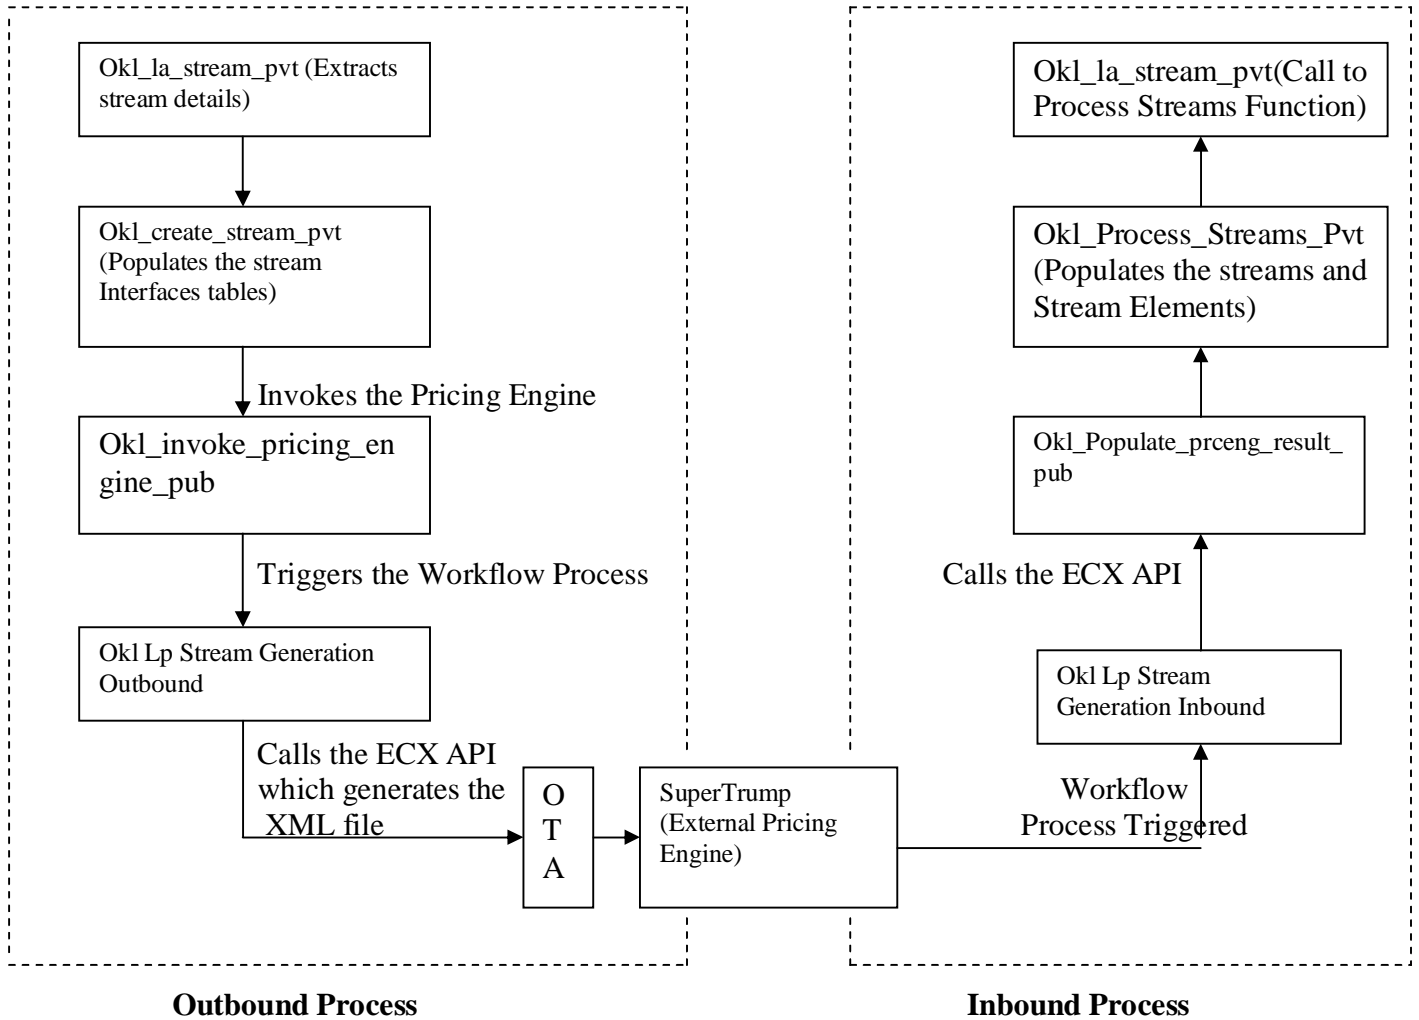 Okl_la_stream_pvt (Extracts
stream details)
Okl_create_stream_pvt
(Populates the stream
Interfaces tables)
Invokes the Pricing Engine
Okl_invoke_pricing_en
gine_pub
Triggers the Workflow Process
Okl Lp Stream Generation
Outbound
Calls the ECX API
which generates the
XML file
O
T
A
SuperTrump
(External Pricing
Engine)
Workflow
Process Triggered
Okl Lp Stream
Generation Inbound
Calls the ECX API
Okl_Populate_prceng_result_
pub
Okl_Process_Streams_Pvt
(Populates the streams and
Stream Elements)
Okl_la_stream_pvt(Call to
Process Streams Function)
Outbound Process
Inbound Process